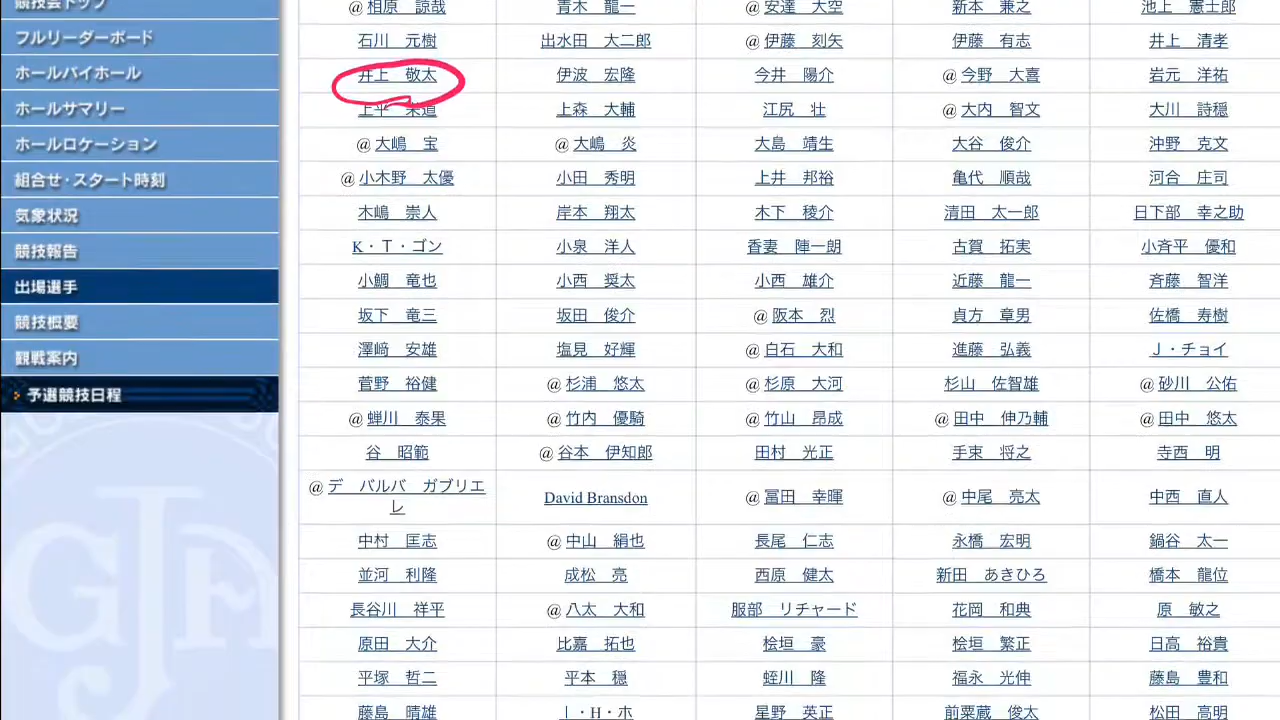 競技会トップ
フルリーダーボード
ホールバイホール
ホールサマリー
ホールロケーション
組合せ・スタート時刻
気象状況
競技報告
出場選手
競技概要
観戦案内
予選競技日程
@ 相原 諒哉 青木 龍一 @ 安達 大空 新本 兼之 池上 憲士郎
石川 元樹 出水田 大二郎 @ 伊藤 刻矢 伊藤 有志 井上 清孝
井上 敬太 伊波 宏隆 今井 陽介 @ 今野 大喜 岩元 洋祐
上平 栄道 上森 大輔 江尻 壮 @ 大内 智文 大川 詩穏
@ 大嶋 宝 @ 大嶋 炎 大島 靖生 大谷 俊介 沖野 克文
@ 小木野 太優 小田 秀明 上井 邦裕 亀代 順哉 河合 庄司
木嶋 崇人 岸本 翔太 木下 稜介 清田 太一郎 日下部 幸之助
K・T・ゴン 小泉 洋人 香妻 陣一朗 古賀 拓実 小斉平 優和
小鯛 竜也 小西 奨太 小西 雄介 近藤 龍一 斉藤 智洋
坂下 竜三 坂田 俊介 @ 阪本 烈 貞方 章男 佐橋 寿樹
澤﨑 安雄 塩見 好輝 @ 白石 大和 進藤 弘義 J・チョイ
菅野 裕健 @ 杉浦 悠太 @ 杉原 大河 杉山 佐智雄 @ 砂川 公佑
@ 蝉川 泰果 @ 竹内 優騎 @ 竹山 昂成 @ 田中 伸乃輔 @ 田中 悠太
谷 昭範 @ 谷本 伊知郎 田村 光正 手束 将之 寺西 明
@ デ バルバ ガブリエレ David Bransdon @ 冨田 幸暉 @ 中尾 亮太 中西 直人
中村 匡志 @ 中山 絹也 長尾 仁志 永橋 宏明 鍋谷 太一
並河 利隆 成松 亮 西原 健太 新田 あきひろ 橋本 龍位
長谷川 祥平 @ 八太 大和 服部 リチャード 花岡 和典 原 敏之
原田 大介 比嘉 拓也 桧垣 豪 桧垣 繁正 日高 裕貴
平塚 哲二 平本 穏 蛭川 隆 福永 光伸 藤島 豊和
藤島 晴雄 I・H・ホ 星野 英正 前粟蔵 俊太 松田 高明